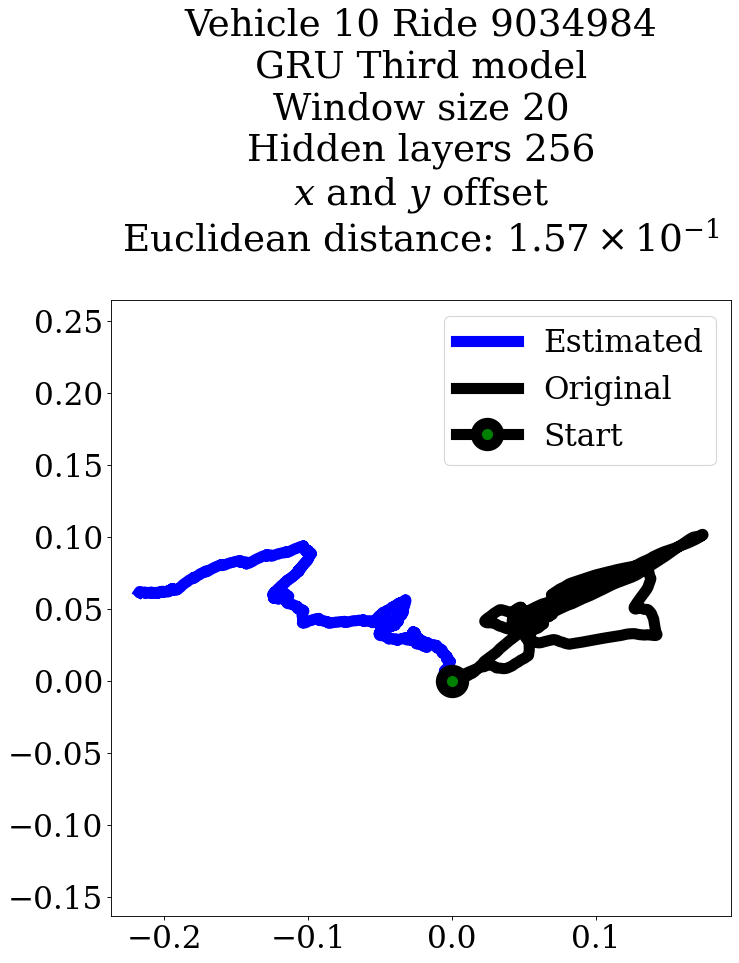 Vehicle 10 Ride 9034984
GRU Third model
Window size 20
Hidden layers 256
x and y offset
Euclidean distance: 1.57 × 10⁻¹
Estimated
Original
Start
0.25
0.20
0.15
0.10
0.05
0.00
−0.05
−0.10
−0.15
−0.2 −0.1 0.0 0.1